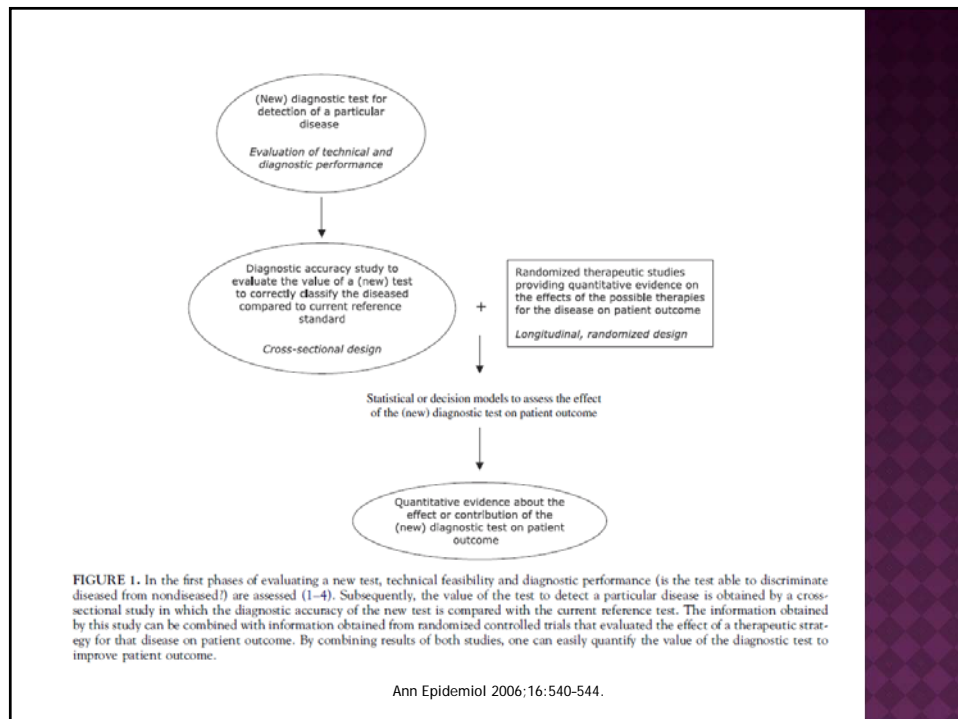 (New) diagnostic test for
detection of a particular
disease
Evaluation of technical and
diagnostic performance
Diagnostic accuracy study to
evaluate the value of a (new) test
to correctly classify the diseased
compared to current reference
standard
Cross-sectional design
+
Randomized therapeutic studies
providing quantitative evidence on
the effects of the possible therapies
for the disease on patient outcome
Longitudinal, randomized design
Statistical or decision models to assess the effect
of the (new) diagnostic test on patient outcome
Quantitative evidence about the
effect or contribution of the
(new) diagnostic test on patient
outcome
FIGURE 1. In the first phases of evaluating a new test, technical feasibility and diagnostic performance (is the test able to discriminate
diseased from nondiseased?) are assessed (1–4). Subsequently, the value of the test to detect a particular disease is obtained by a cross-
sectional study in which the diagnostic accuracy of the new test is compared with the current reference test. The information obtained
by this study can be combined with information obtained from randomized controlled trials that evaluated the effect of a therapeutic strat-
egy for that disease on patient outcome. By combining results of both studies, one can easily quantify the value of the diagnostic test to
improve patient outcome.
Ann Epidemiol 2006;16:540-544.